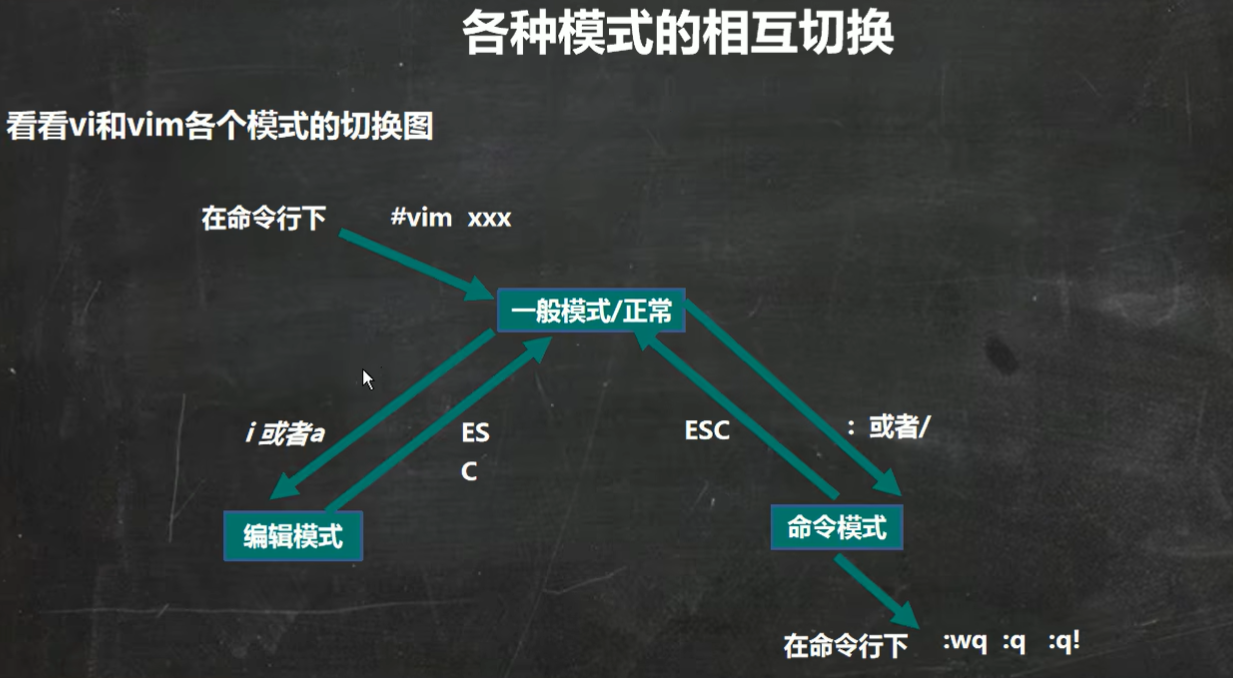 各种模式的相互切换
看看vi和vim各个模式的切换图
在命令行下 #vim xxx
一般模式/正常
i 或者a
ES
C
ESC
: 或者/
编辑模式
命令模式
在命令行下 :wq :q :q!